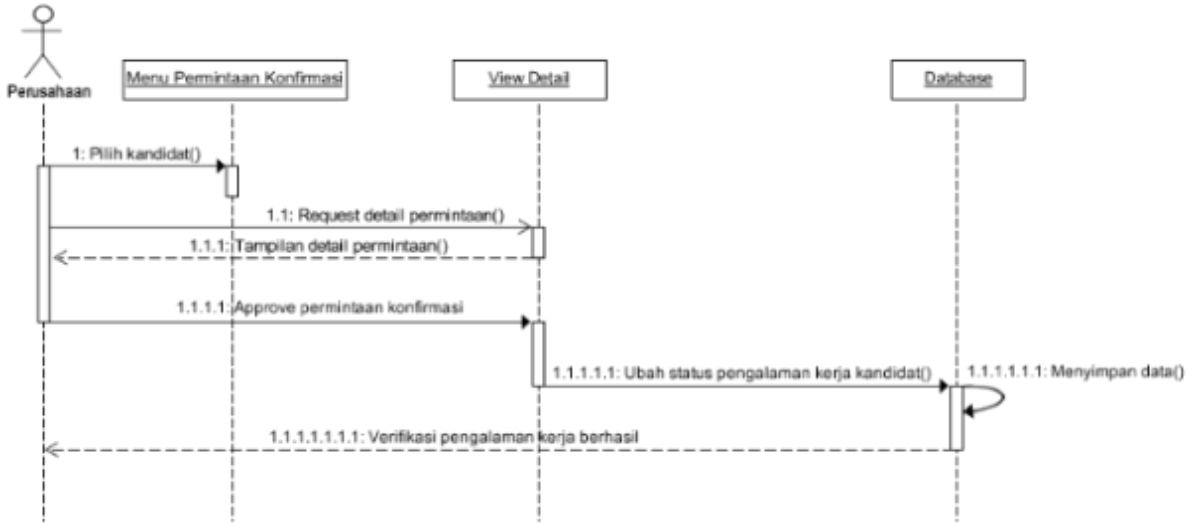 Perusahaan
Menu Permintaan Konfirmasi
View Detail
Database
1: Pilih kandidat()
1.1: Request detail permintaan()
1.1.1: Tampilan detail permintaan()
1.1.1.1: Approve permintaan konfirmasi
1.1.1.1.1: Ubah status pengalaman kerja kandidat()
1.1.1.1.1.1: Menyimpan data()
1.1.1.1.1.1.1: Verifikasi pengalaman kerja berhasil